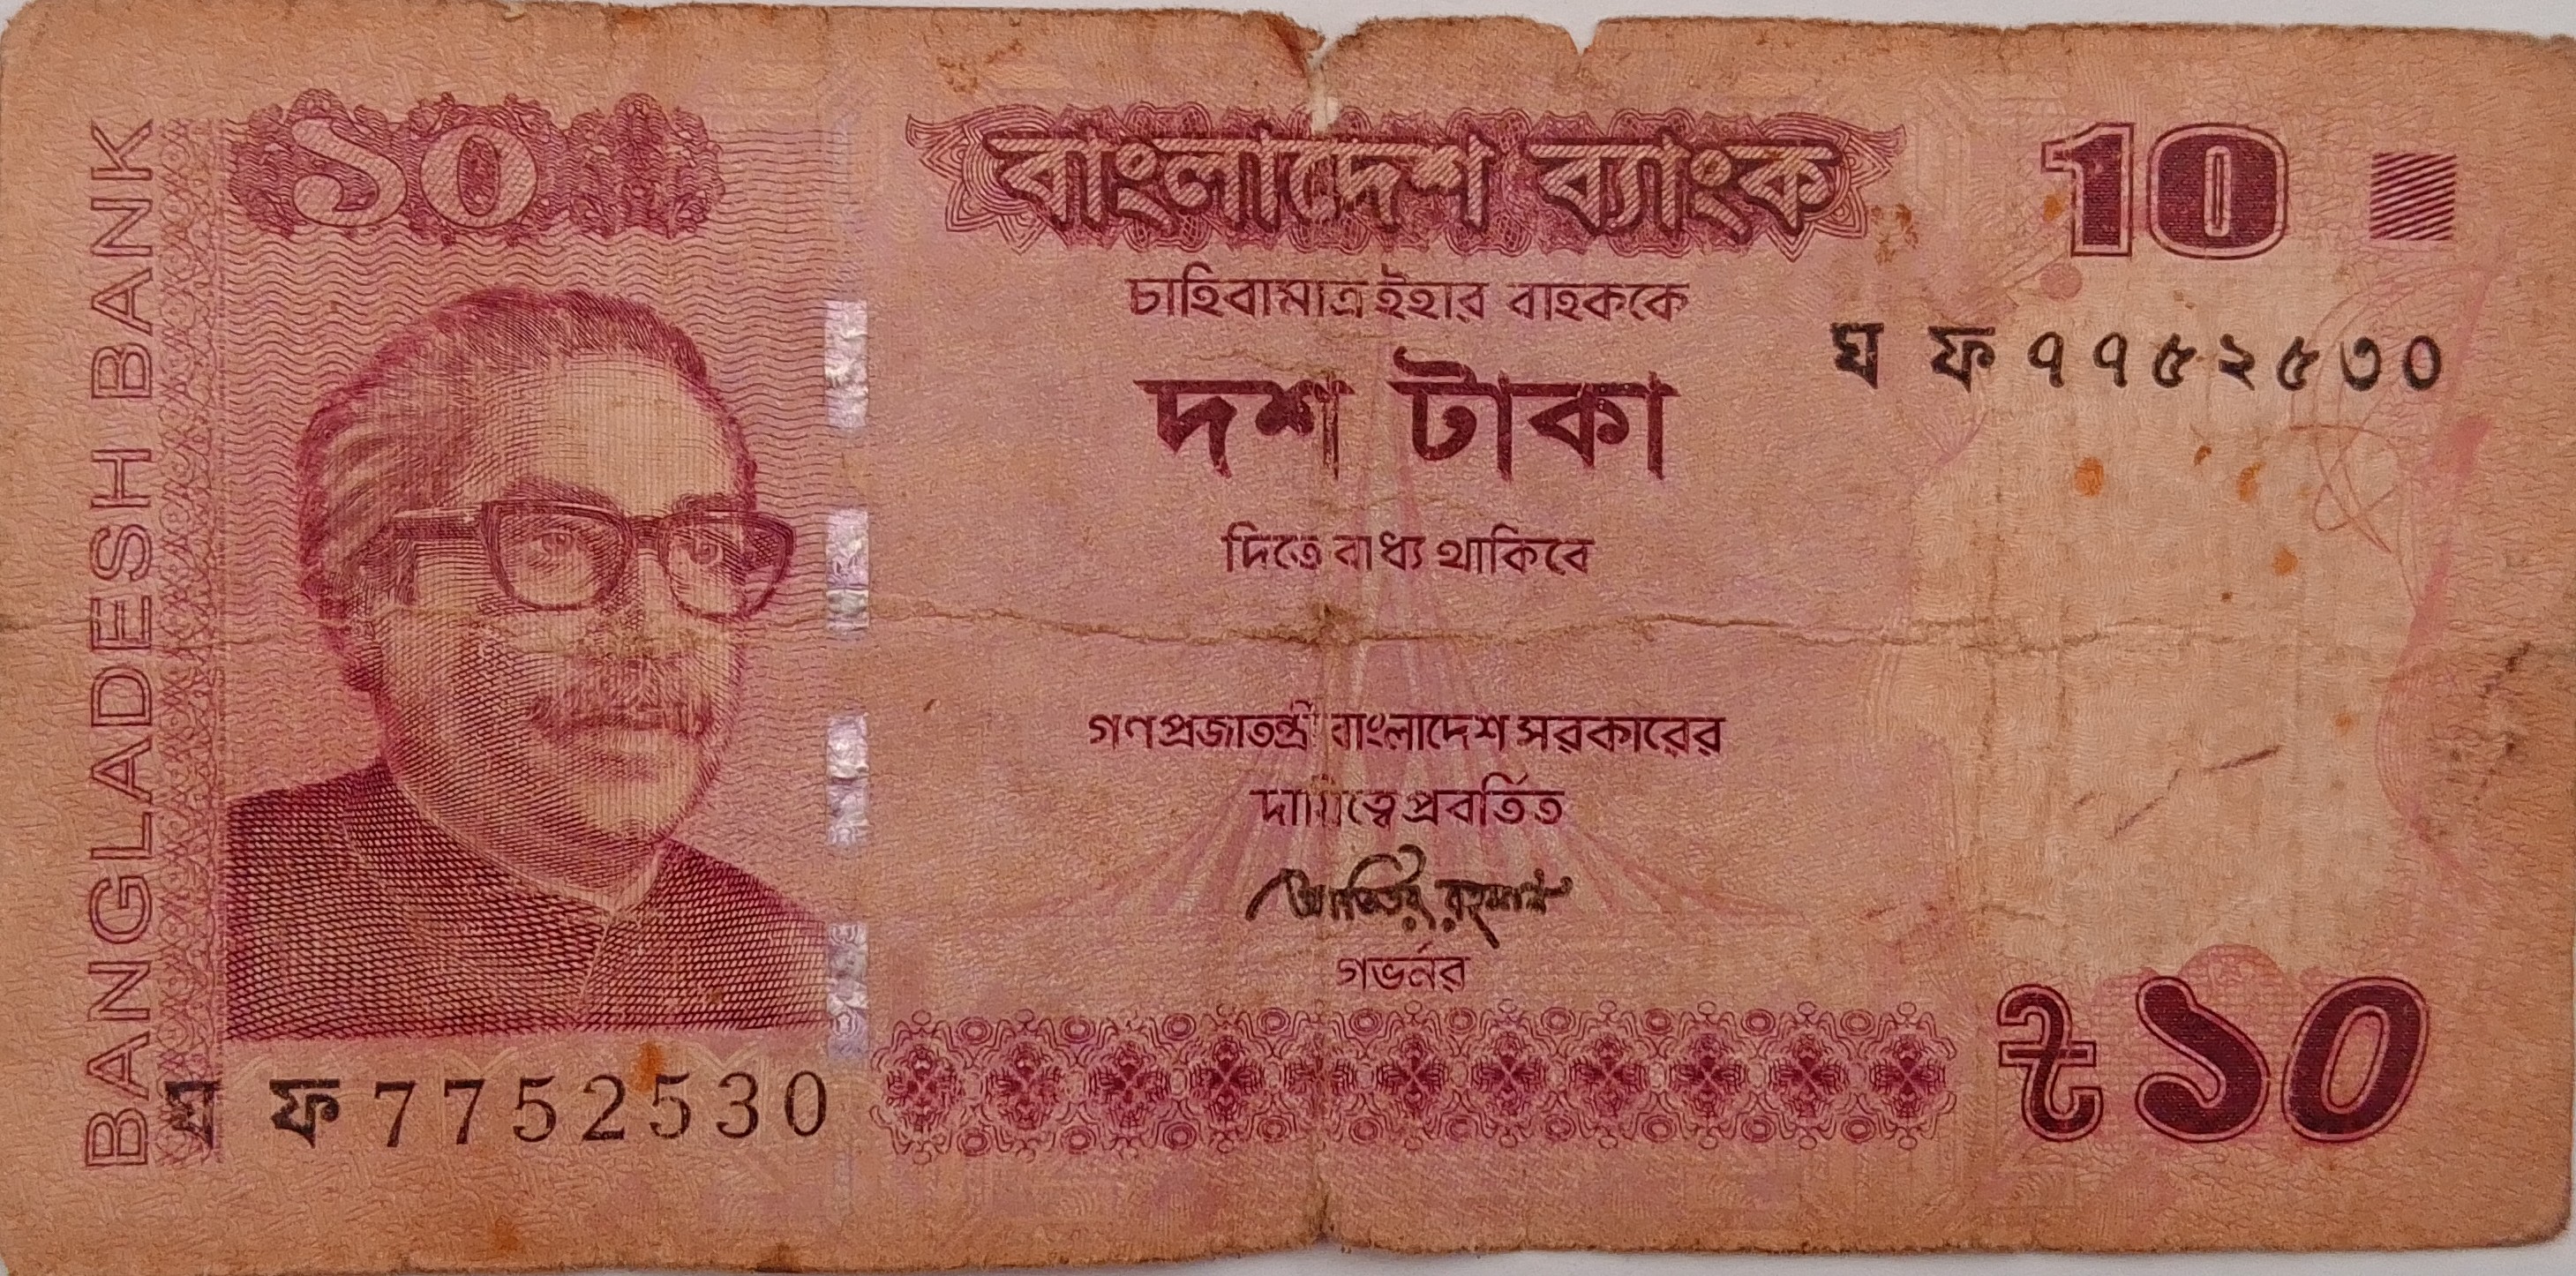 BANGLADESH BANK
১০
বাংলাদেশ ব্যাংক
10
চাহিবামাত্র ইহার বাহককে
ঘ ফ ৭৭৫২৫৩০
দশ টাকা
দিতে বাধ্য থাকিবে
গণপ্রজাতন্ত্রী বাংলাদেশ সরকারের
দায়িত্বে প্রবর্তিত
আতিউর রহমান
গভর্নর
ঘ ফ 7752530
৳১০